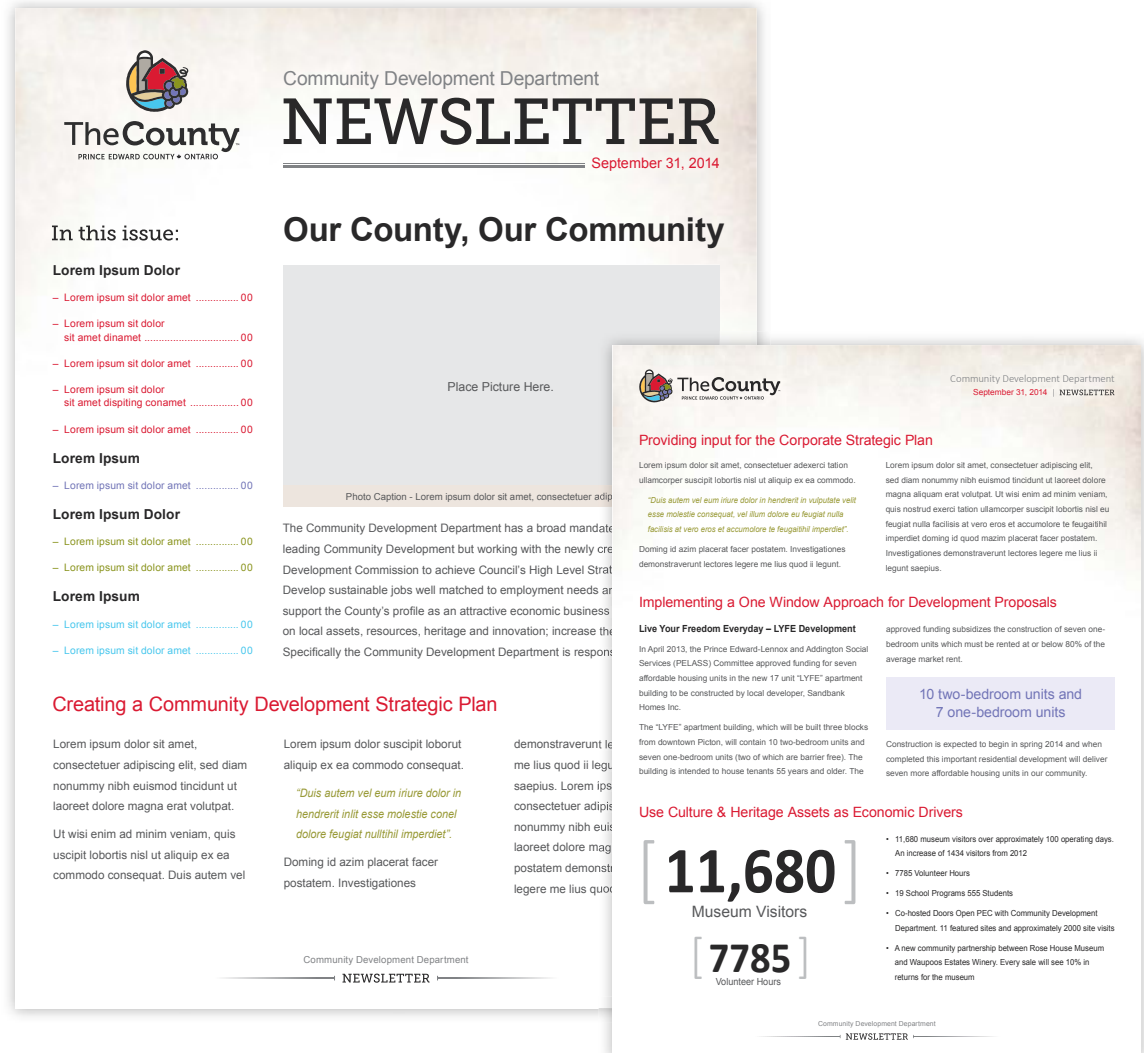 TheCounty
PRINCE EDWARD COUNTY ♦ ONTARIO
Community Development Department
NEWSLETTER
September 31, 2014
In this issue:
Lorem Ipsum Dolor
– Lorem ipsum sit dolor amet ............... 00
– Lorem ipsum sit dolor
sit amet dinamet ................................. 00
– Lorem ipsum sit dolor amet ............... 00
– Lorem ipsum sit dolor
sit amet dispiting conamet ................. 00
– Lorem ipsum sit dolor amet ............... 00
Lorem Ipsum
– Lorem ipsum sit dolor amet ............... 00
Lorem Ipsum Dolor
– Lorem ipsum sit dolor amet ............... 00
– Lorem ipsum sit dolor amet ............... 00
Lorem Ipsum
– Lorem ipsum sit dolor amet ............... 00
– Lorem ipsum sit dolor amet ............... 00
Our County, Our Community
Place Picture Here.
Photo Caption - Lorem ipsum dolor sit amet, consectetuer adip
The Community Development Department has a broad mandate
leading Community Development but working with the newly cre
Development Commission to achieve Council's High Level Strat
Develop sustainable jobs well matched to employment needs an
support the County's profile as an attractive economic business
on local assets, resources, heritage and innovation; increase the
Specifically the Community Development Department is respons
Creating a Community Development Strategic Plan
Lorem ipsum dolor sit amet,
consectetuer adipiscing elit, sed diam
nonummy nibh euismod tincidunt ut
laoreet dolore magna erat volutpat.
Ut wisi enim ad minim veniam, quis
uscipit lobortis nisl ut aliquip ex ea
commodo consequat. Duis autem vel
Lorem ipsum dolor suscipit loborut
aliquip ex ea commodo consequat.
"Duis autem vel eum iriure dolor in
hendrerit inlit esse molestie conel
dolore feugiat nulltihil imperdiet".
Doming id azim placerat facer
postatem. Investigationes
demonstraverunt le
me lius quod ii legu
saepius. Lorem ips
consectetuer adipis
nonummy nibh euis
laoreet dolore mag
postatem demonst
legere me lius quod
Community Development Department
NEWSLETTER
TheCounty
PRINCE EDWARD COUNTY ♦ ONTARIO
Community Development Department
September 31, 2014 | NEWSLETTER
Providing input for the Corporate Strategic Plan
Lorem ipsum dolor sit amet, consectetuer adexerci tation
ullamcorper suscipit lobortis nisl ut aliquip ex ea commodo.
"Duis autem vel eum iriure dolor in hendrerit in vulputate velit
esse molestie consequat, vel illum dolore eu feugiat nulla
facilisis at vero eros et accumolore te feugaitihil imperdiet".
Doming id azim placerat facer postatem. Investigationes
demonstraverunt lectores legere me lius quod ii legunt.
Lorem ipsum dolor sit amet, consectetuer adipiscing elit,
sed diam nonummy nibh euismod tincidunt ut laoreet dolore
magna aliquam erat volutpat. Ut wisi enim ad minim veniam,
quis nostrud exerci tation ullamcorper suscipit lobortis nisl eu
feugiat nulla facilisis at vero eros et accumolore te feugaitihil
imperdiet doming id quod mazim placerat facer postatem.
Investigationes demonstraverunt lectores legere me lius ii
legunt saepius.
Implementing a One Window Approach for Development Proposals
Live Your Freedom Everyday – LYFE Development
In April 2013, the Prince Edward-Lennox and Addington Social
Services (PELASS) Committee approved funding for seven
affordable housing units in the new 17 unit "LYFE" apartment
building to be constructed by local developer, Sandbank
Homes Inc.
The "LYFE" apartment building, which will be built three blocks
from downtown Picton, will contain 10 two-bedroom units and
seven one-bedroom units (two of which are barrier free). The
building is intended to house tenants 55 years and older. The
approved funding subsidizes the construction of seven one-
bedroom units which must be rented at or below 80% of the
average market rent.
10 two-bedroom units and
7 one-bedroom units
Construction is expected to begin in spring 2014 and when
completed this important residential development will deliver
seven more affordable housing units in our community.
Use Culture & Heritage Assets as Economic Drivers
[11,680]
Museum Visitors
[7785]
Volunteer Hours
• 11,680 museum visitors over approximately 100 operating days.
An increase of 1434 visitors from 2012
• 7785 Volunteer Hours
• 19 School Programs 555 Students
• Co-hosted Doors Open PEC with Community Development
Department. 11 featured sites and approximately 2000 site visits
• A new community partnership between Rose House Museum
and Waupoos Estates Winery. Every sale will see 10% in
returns for the museum
Community Development Department
NEWSLETTER